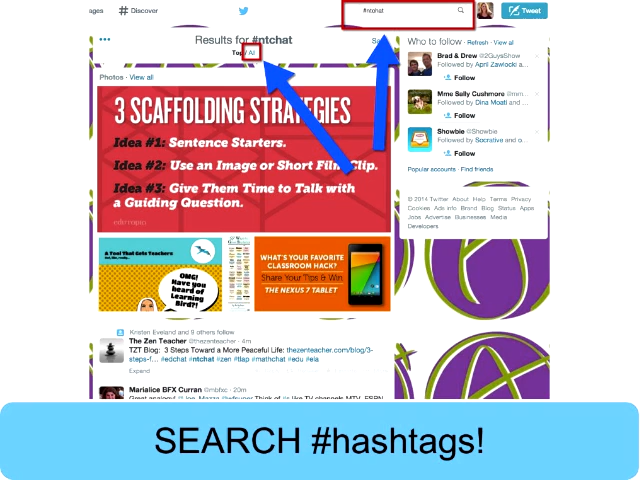 ages
# Discover
#ntchat
Tweet
Results for #ntchat
Top / All
Photos · View all
3 SCAFFOLDING STRATEGIES
Idea #1: Sentence Starters.
Idea #2: Use an Image or Short Film Clip.
Idea #3: Give Them Time to Talk with
a Guiding Question.
edutopia
A Tool That Gets Teachers
OMG!
Have you
heard of
Learning
Bird?!
WHAT'S YOUR FAVORITE
CLASSROOM HACK?
Share Your Tips & Win
THE NEXUS 7 TABLET
Kristen Eveland and 9 others follow
The Zen Teacher @thezenteacher · 4m
TZT Blog: 3 Steps Toward a More Peaceful Life: thezenteacher.com/blog/3-
steps-f... #edchat #ntchat #zen #tlap #mathchat #edu #ela
Expand
Marialice BFX Curran @mbfxc · 20m
Who to follow · Refresh · View all
Brad & Drew @2GuysShow
Followed by April Zawlocki a...
Follow
Mme Sally Cushmore @mm...
Followed by Dina Moati and ...
Follow
Showbie @Showbie
Followed by Socrative and o...
Follow
Popular accounts · Find friends
© 2014 Twitter About Help Terms Privacy
Cookies Ads info Brand Blog Status Apps
Jobs Advertise Businesses Media
Developers
SEARCH #hashtags!